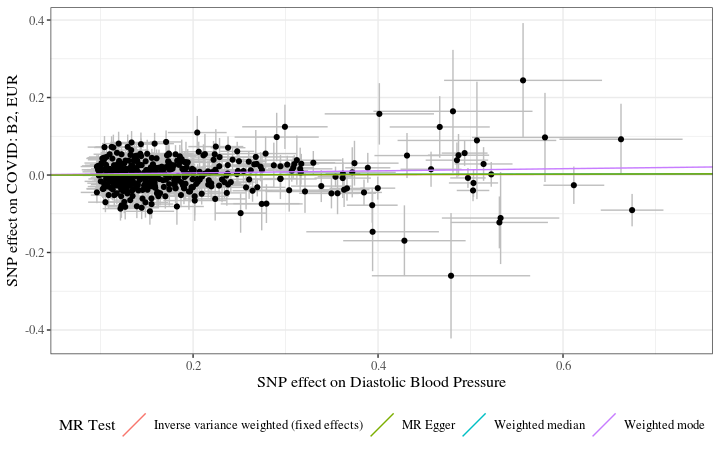 0.4
0.2
0.0
-0.2
-0.4
SNP effect on COVID: B2, EUR
0.2 0.4 0.6
SNP effect on Diastolic Blood Pressure
MR Test Inverse variance weighted (fixed effects) MR Egger Weighted median Weighted mode